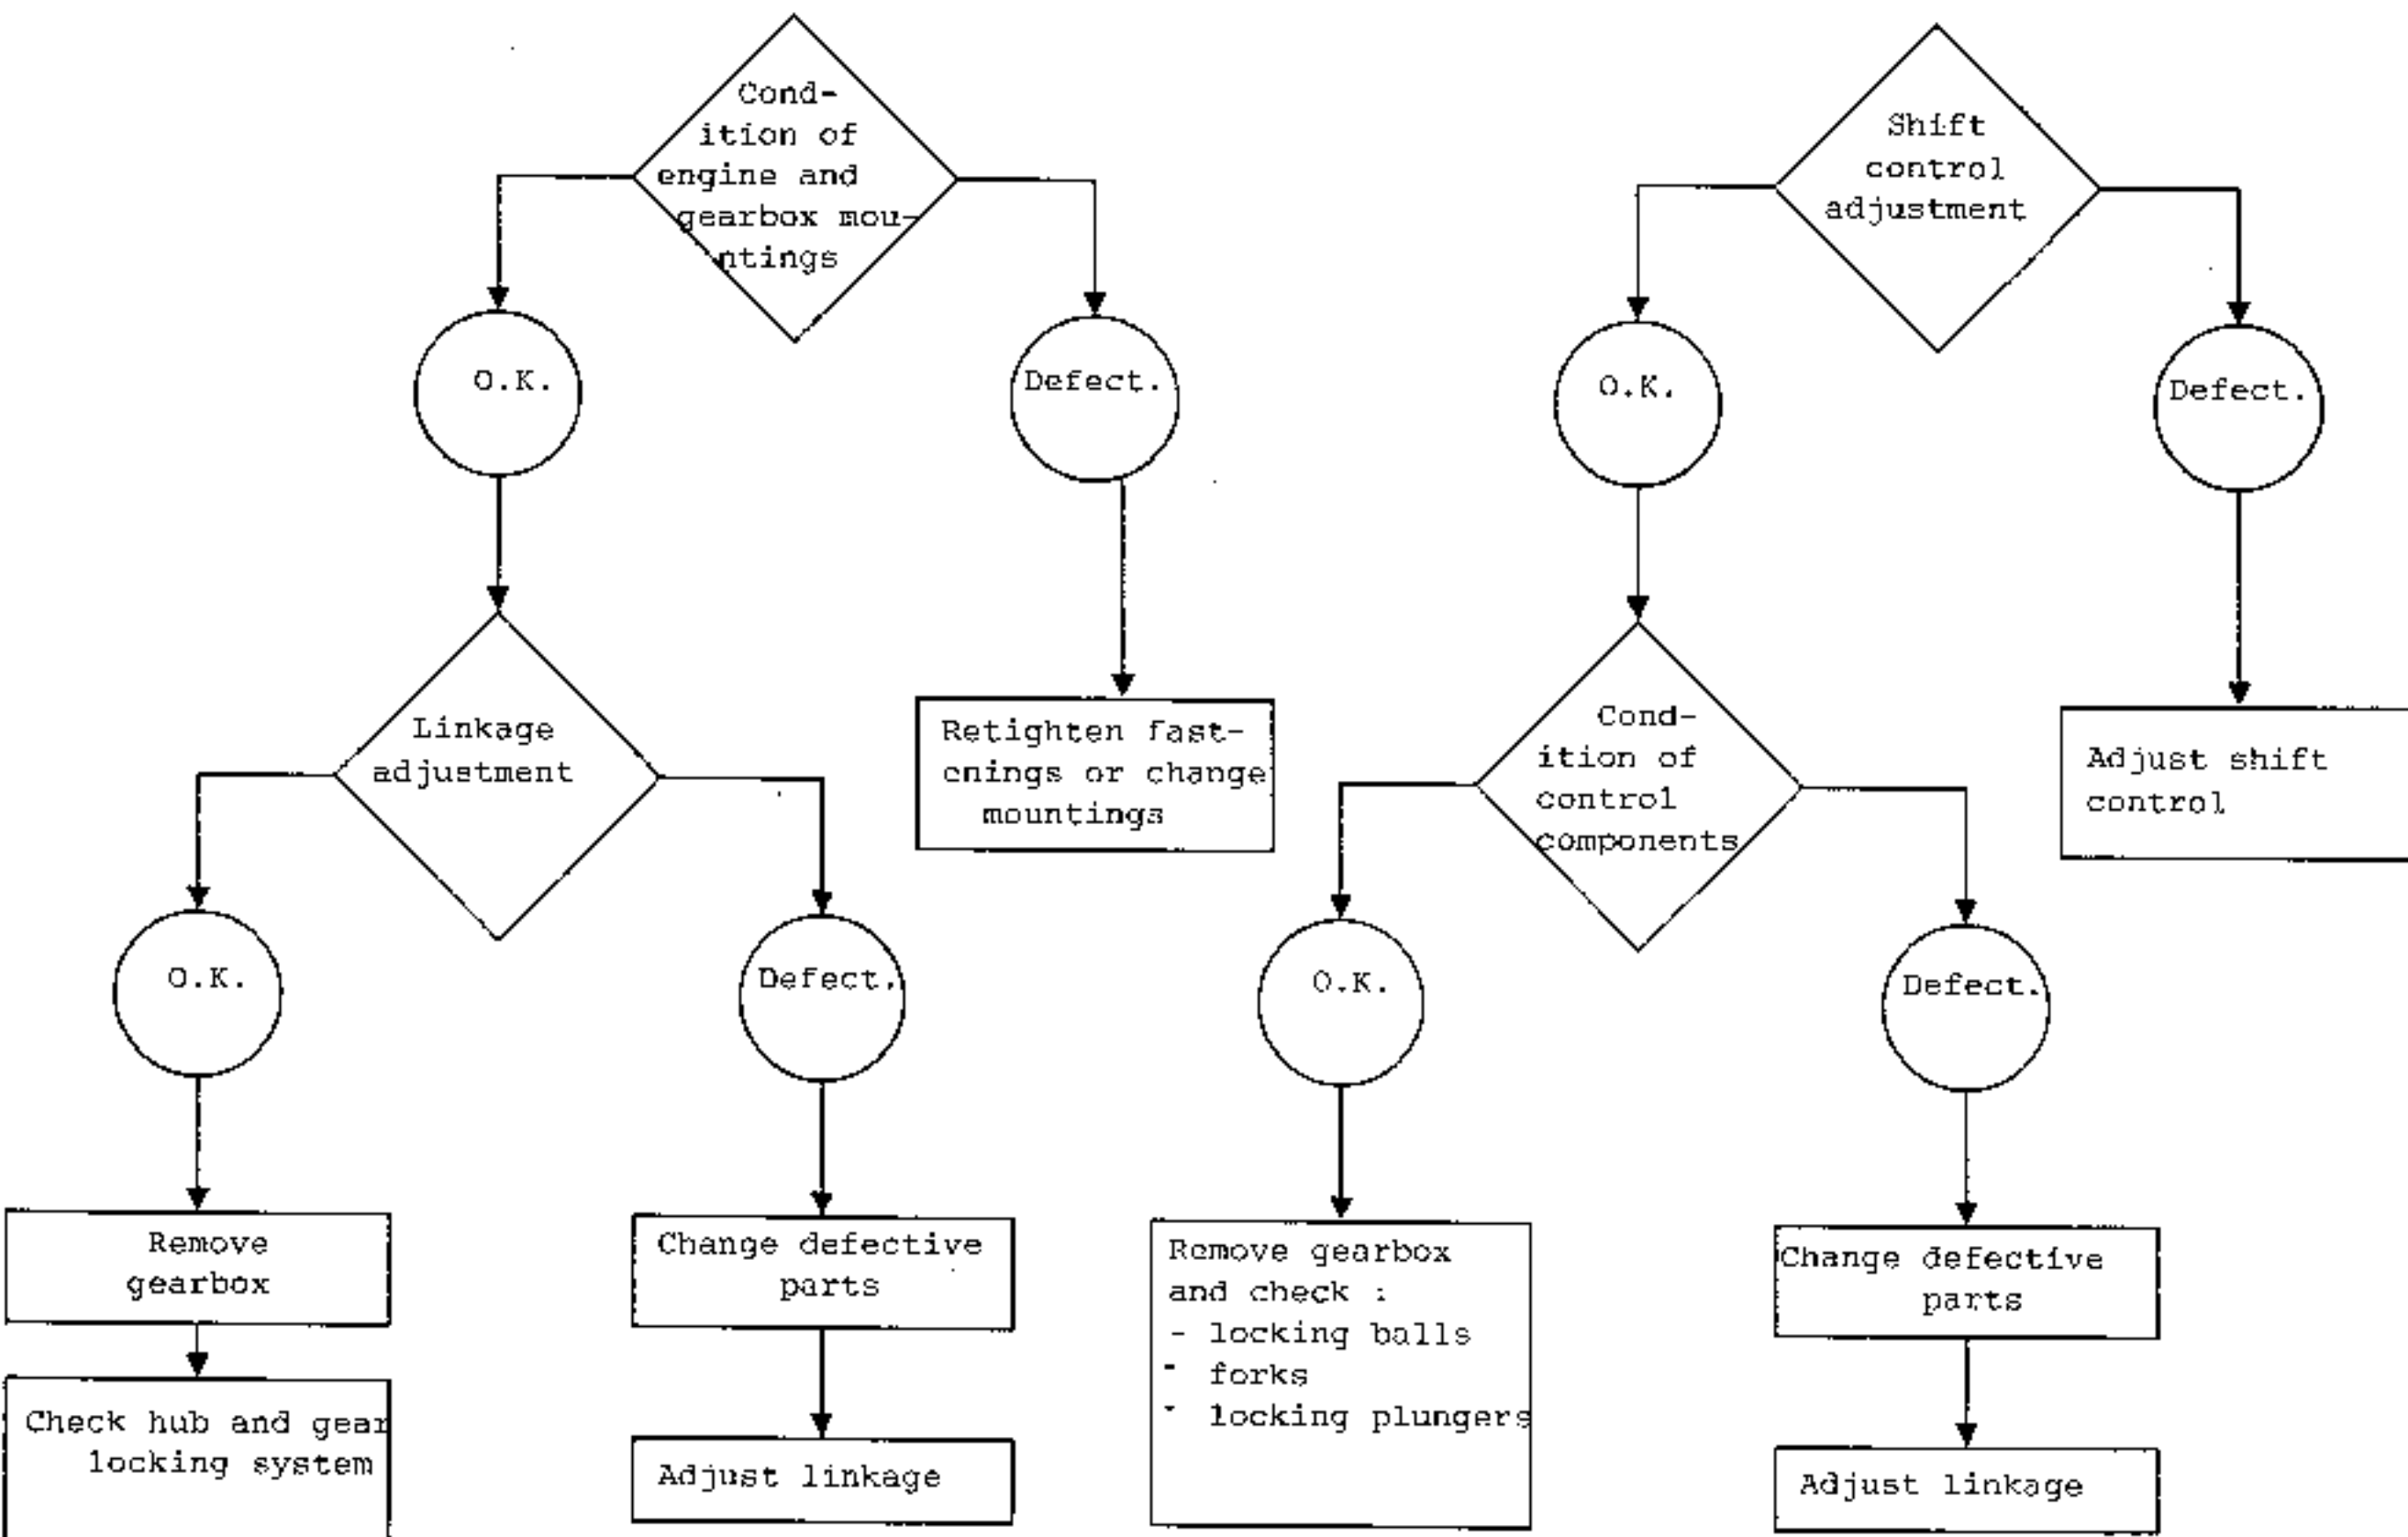 Cond-
ition of
engine and
gearbox mou-
ntings
O.K.
Defect.
Linkage
adjustment
Retighten fast-
enings or change
mountings
O.K.
Defect.
Remove
gearbox
Check hub and gear
locking system
Change defective
parts
Adjust linkage
Shift
control
adjustment
O.K.
Defect.
Cond-
ition of
control
components
Adjust shift
control
O.K.
Defect.
Remove gearbox
and check :
- locking balls
- forks
- locking plungers
Change defective
parts
Adjust linkage